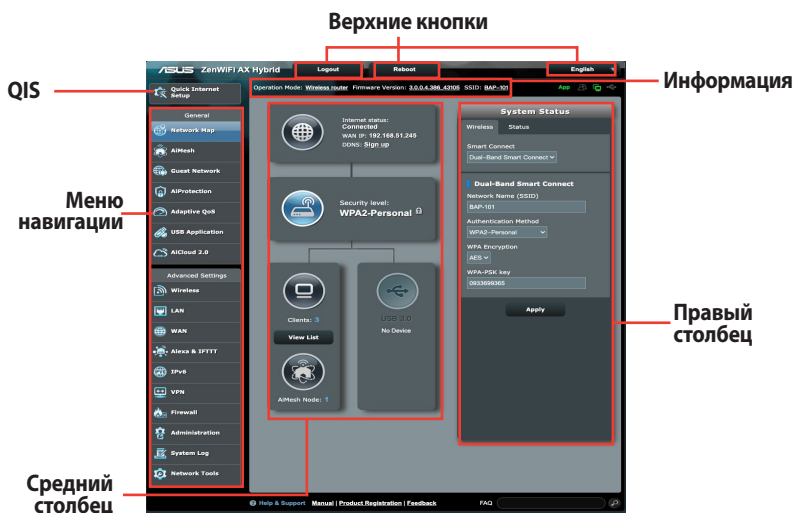 Верхние кнопки
QIS
Информация
Меню
навигации
Правый
столбец
Средний
столбец
/SUS ZenWiFi AX Hybrid
Logout
Reboot
English
Quick Internet
Setup
Operation Mode: Wireless router Firmware Version: 3.0.0.4.386_43105 SSID: BAP-101
App
General
Network Map
AiMesh
Guest Network
AiProtection
Adaptive QoS
USB Application
AiCloud 2.0
Advanced Settings
Wireless
LAN
WAN
Alexa & IFTTT
IPv6
VPN
Firewall
Administration
System Log
Network Tools
Internet status:
Connected
WAN IP: 192.168.51.245
DDNS: Sign up
Security level:
WPA2-Personal
Clients: 3
View List
AiMesh Node: 1
USB 3.0
No Device
System Status
Wireless Status
Smart Connect
Dual-Band Smart Connect
Dual-Band Smart Connect
Network Name (SSID)
BAP-101
Authentication Method
WPA2-Personal
WPA Encryption
AES
WPA-PSK key
0933699365
Apply
Help & Support Manual | Product Registration | Feedback
FAQ